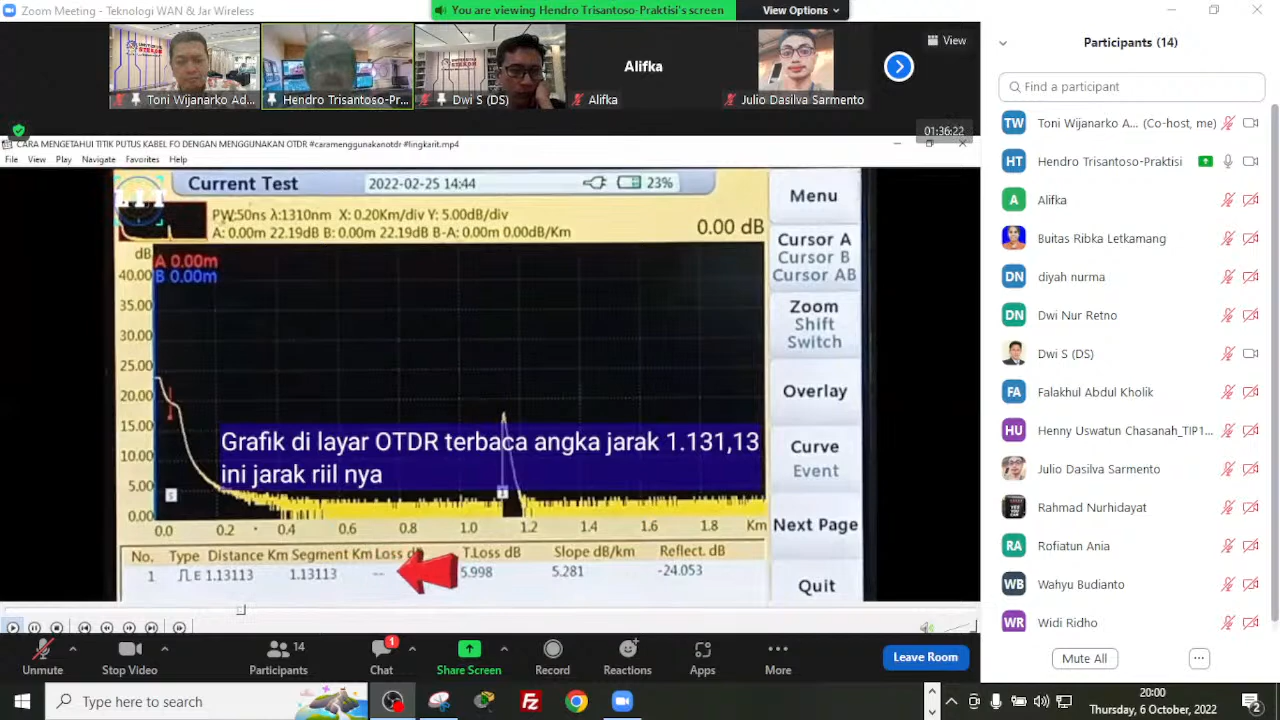 Zoom Meeting - Teknologi WAN & Jar Wireless
You are viewing Hendro Trisantoso-Praktisi's screen
View Options
Toni Wijanarko Ad...
Hendro Trisantoso-Pr...
Dwi S (DS)
Alifka
Alifka
Julio Dasilva Sarmento
View
01:36:22
CARA MENGETAHUI TITIK PUTUS KABEL FO DENGAN MENGGUNAKAN OTDR #caramenggunakanotdr #lingkarit.mp4
File View Play Navigate Favorites Help
Current Test 2022-02-25 14:44 23%
PW:50ns λ:1310nm X: 0.20Km/div Y: 5.00dB/div
A: 0.00m 22.19dB B: 0.00m 22.19dB B-A: 0.00m 0.00dB/Km
0.00 dB
dB
A 0.00m
B 0.00m
40.00
35.00
30.00
25.00
20.00
15.00
10.00
5.00
0.00
Grafik di layar OTDR terbaca angka jarak 1.131,13
ini jarak riil nya
S
0.0 0.2 0.4 0.6 0.8 1.0 1.2 1.4 1.6 1.8 Km
No. Type Distance Km Segment Km Loss T.Loss dB Slope dB/km Reflect. dB
1 E 1.13113 1.13113 -- 5.998 5.281 -24.053
Menu
Cursor A
Cursor B
Cursor AB
Zoom
Shift
Switch
Overlay
Curve
Event
Next Page
Quit
Unmute
Stop Video
14
Participants
1
Chat
Share Screen
Record
Reactions
Apps
More
Leave Room
Participants (14)
Find a participant
TW Toni Wijanarko A... (Co-host, me)
HT Hendro Trisantoso-Praktisi
A Alifka
Buitas Ribka Letkamang
DN diyah nurma
DN Dwi Nur Retno
Dwi S (DS)
FA Falakhul Abdul Kholik
HU Henny Uswatun Chasanah_TIP1...
Julio Dasilva Sarmento
Rahmad Nurhidayat
RA Rofiatun Ania
WB Wahyu Budianto
WR Widi Ridho
Mute All
Type here to search
20:00
Thursday, 6 October, 2022
2